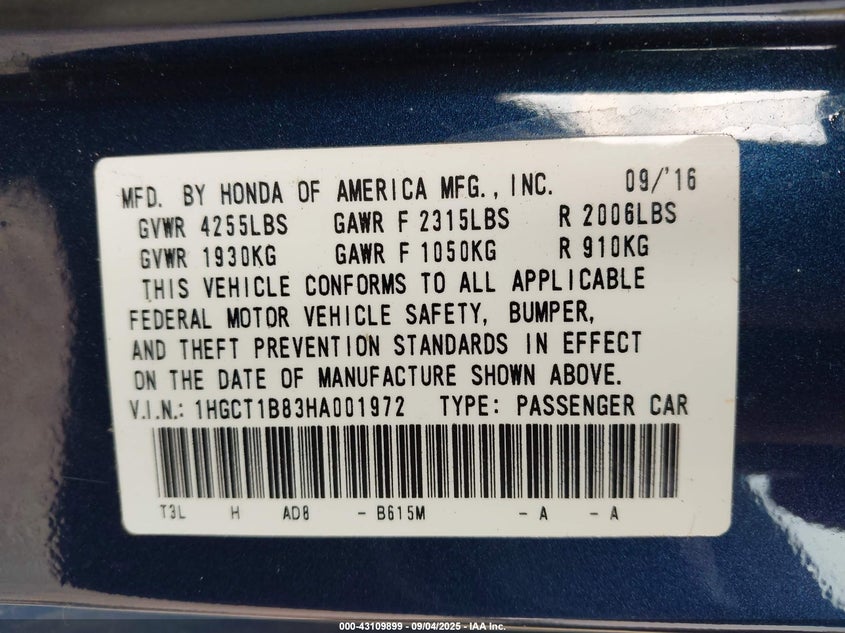 MFD. BY HONDA OF AMERICA MFG., INC. 09/'16
GVWR 4255LBS GAWR F 2315LBS R 2006LBS
GVWR 1930KG GAWR F 1050KG R 910KG
THIS VEHICLE CONFORMS TO ALL APPLICABLE
FEDERAL MOTOR VEHICLE SAFETY, BUMPER,
AND THEFT PREVENTION STANDARDS IN EFFECT
ON THE DATE OF MANUFACTURE SHOWN ABOVE.
V.I.N.: 1HGCT1B83HA001972 TYPE: PASSENGER CAR
T3L H AD8 - B615M - A - A
000-43109899 - 09/04/2025 - IAA Inc.